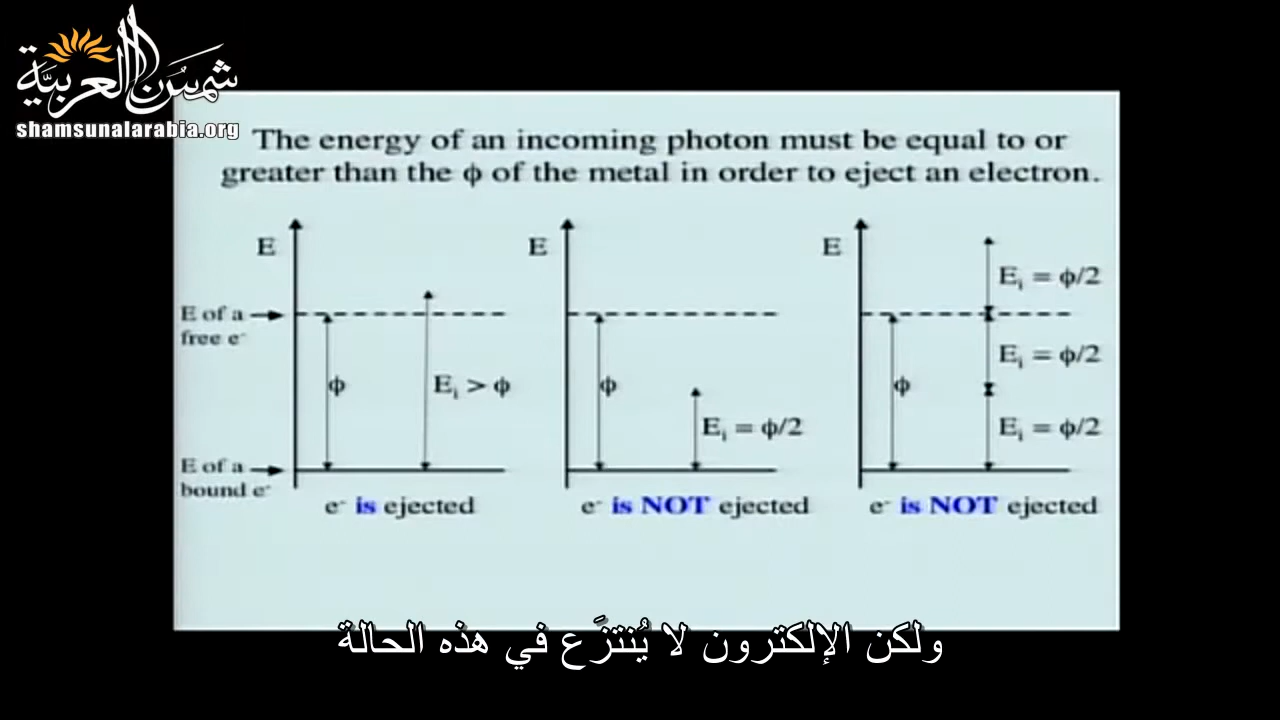 شمس العربية
shamsunalarabia.org
The energy of an incoming photon must be equal to or
greater than the ϕ of the metal in order to eject an electron.
E
E of a
free e⁻
ϕ
Eᵢ > ϕ
E of a
bound e⁻
e⁻ is ejected
E
ϕ
Eᵢ = ϕ/2
e⁻ is NOT ejected
E
Eᵢ = ϕ/2
Eᵢ = ϕ/2
ϕ
Eᵢ = ϕ/2
e⁻ is NOT ejected
ولكن الإلكترون لا يُنتزَع في هذه الحالة